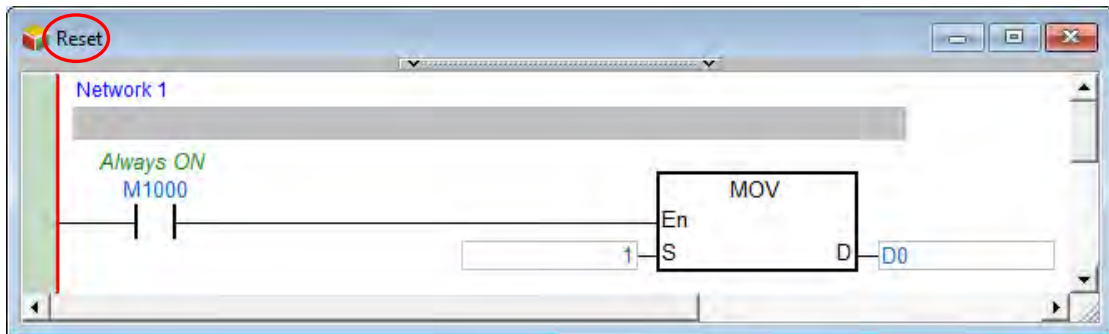 Reset
Network 1
Always ON
M1000
MOV
En
1 S D D0